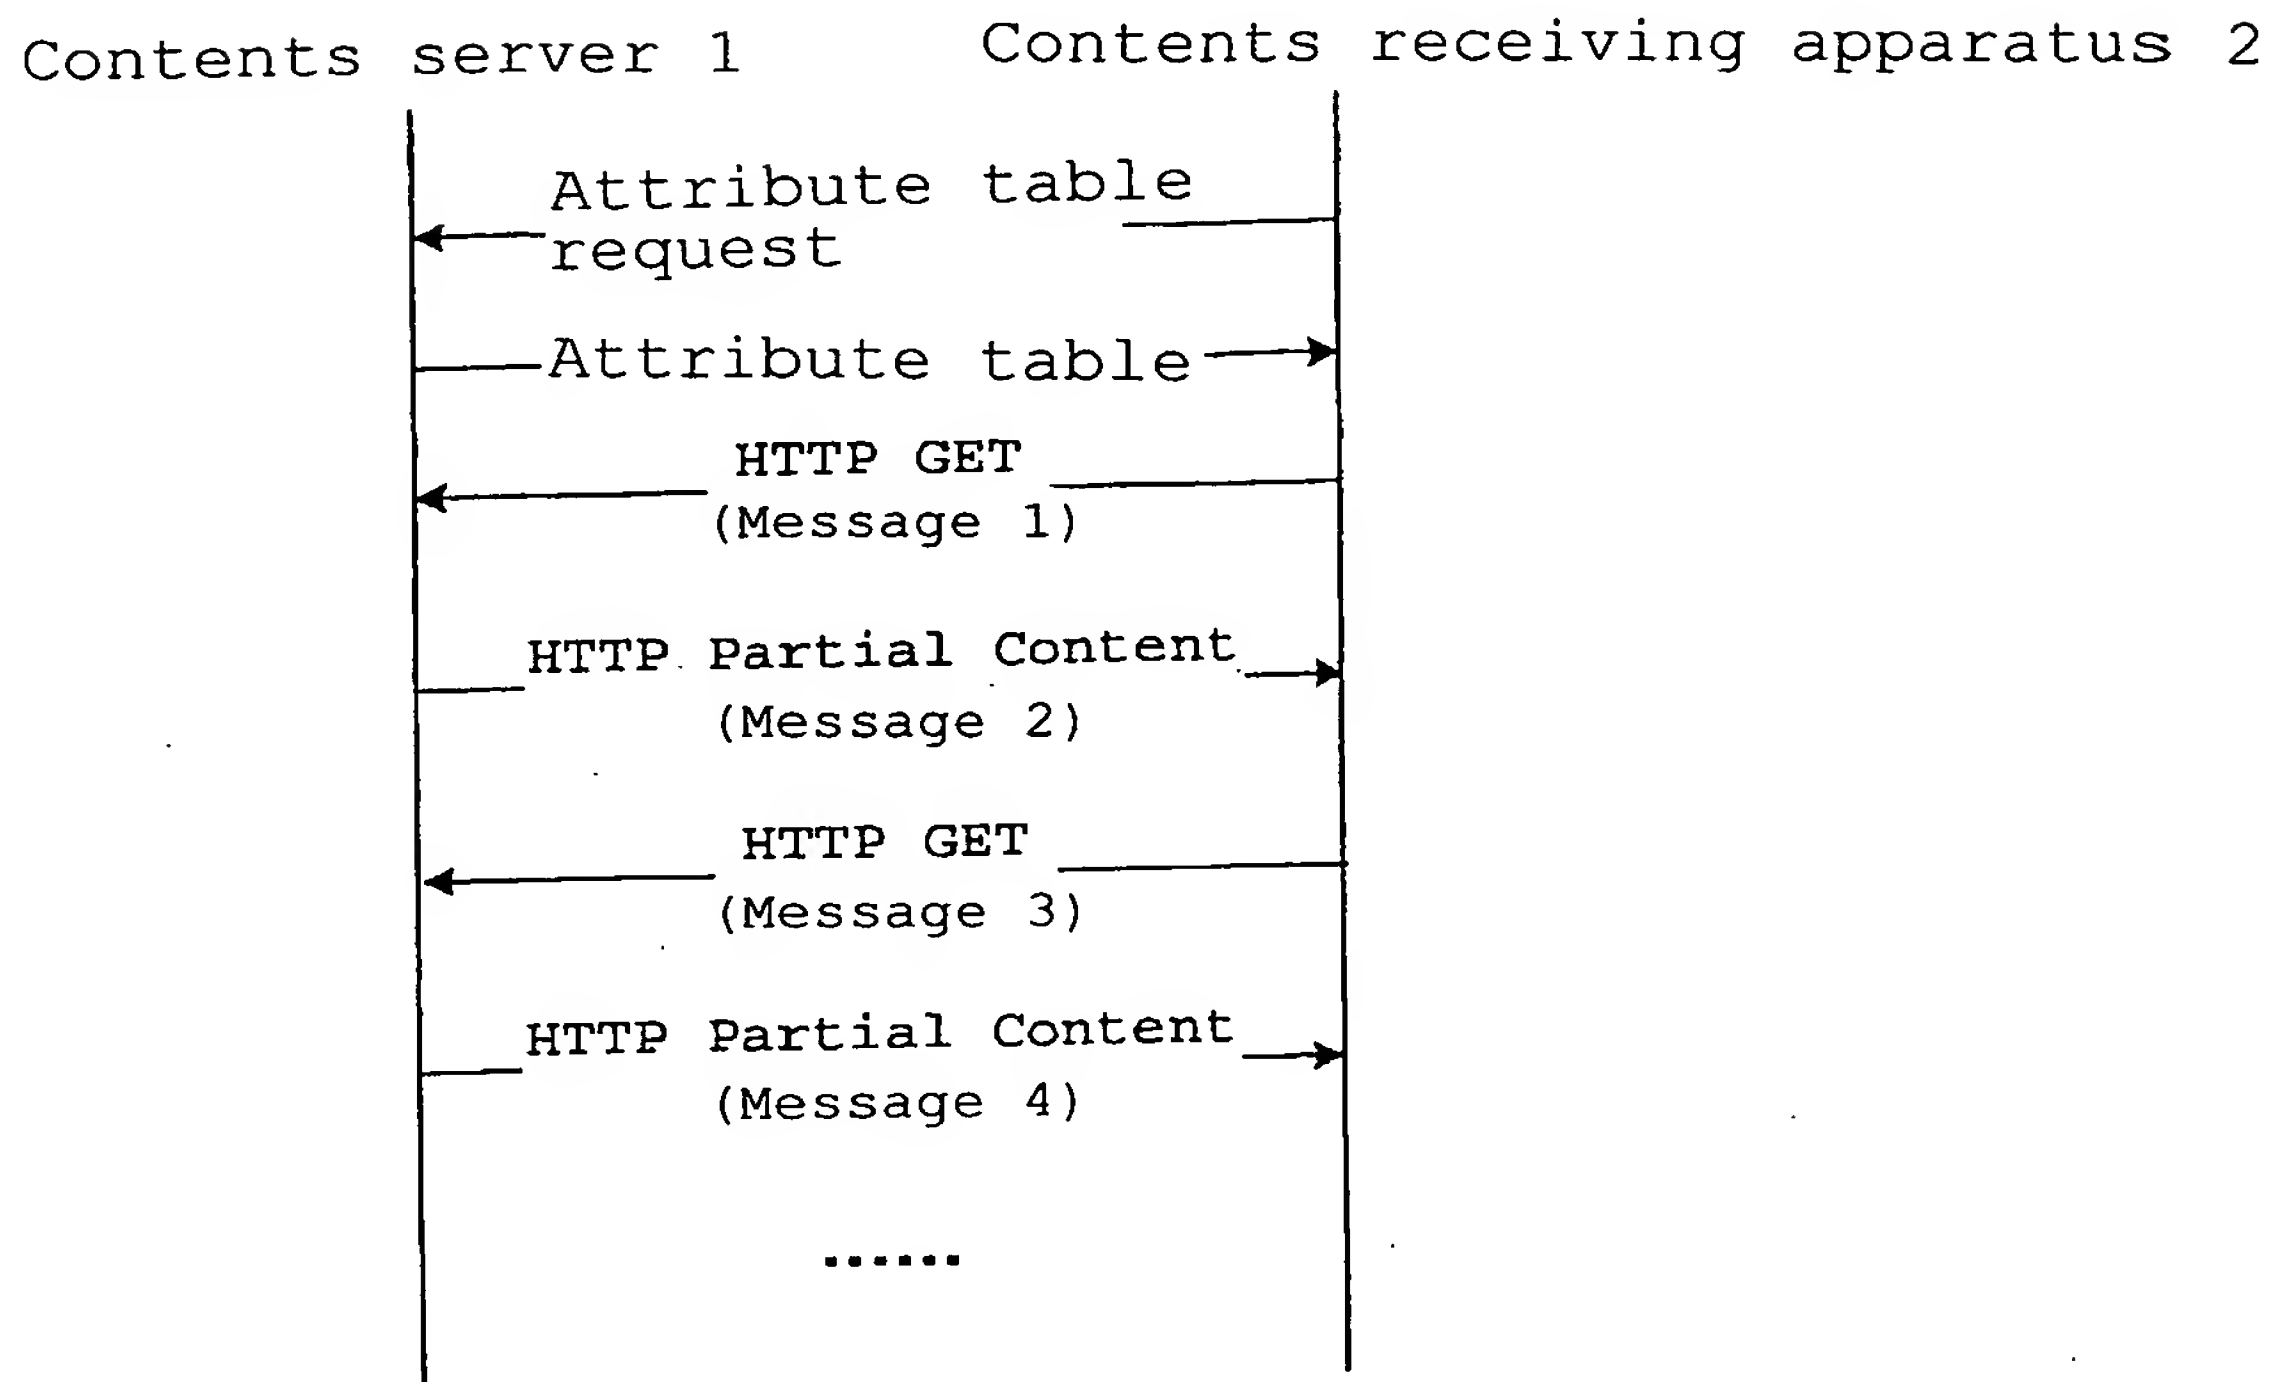 Contents server 1
Contents receiving apparatus 2
Attribute table
request
Attribute table
HTTP GET
(Message 1)
HTTP Partial Content
(Message 2)
HTTP GET
(Message 3)
HTTP Partial Content
(Message 4)
......